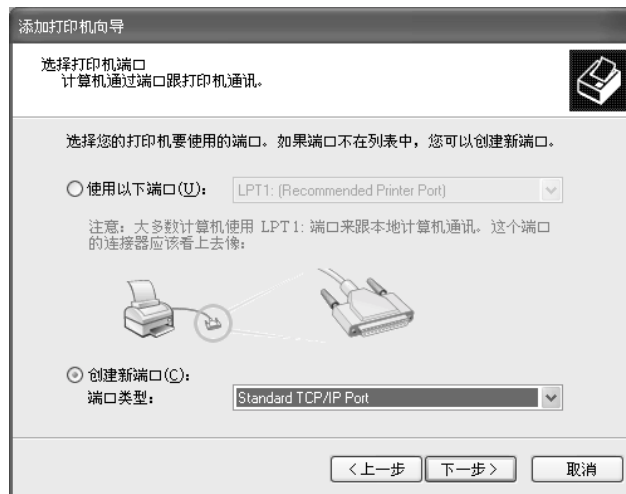 添加打印机向导
选择打印机端口
计算机通过端口跟打印机通讯。
选择您的打印机要使用的端口。如果端口不在列表中，您可以创建新端口。
使用以下端口(U)： LPT1: (Recommended Printer Port)
注意：大多数计算机使用 LPT1: 端口来跟本地计算机通讯。这个端口
的连接器应该看上去像：
创建新端口(C)：
端口类型： Standard TCP/IP Port
<上一步 下一步> 取消